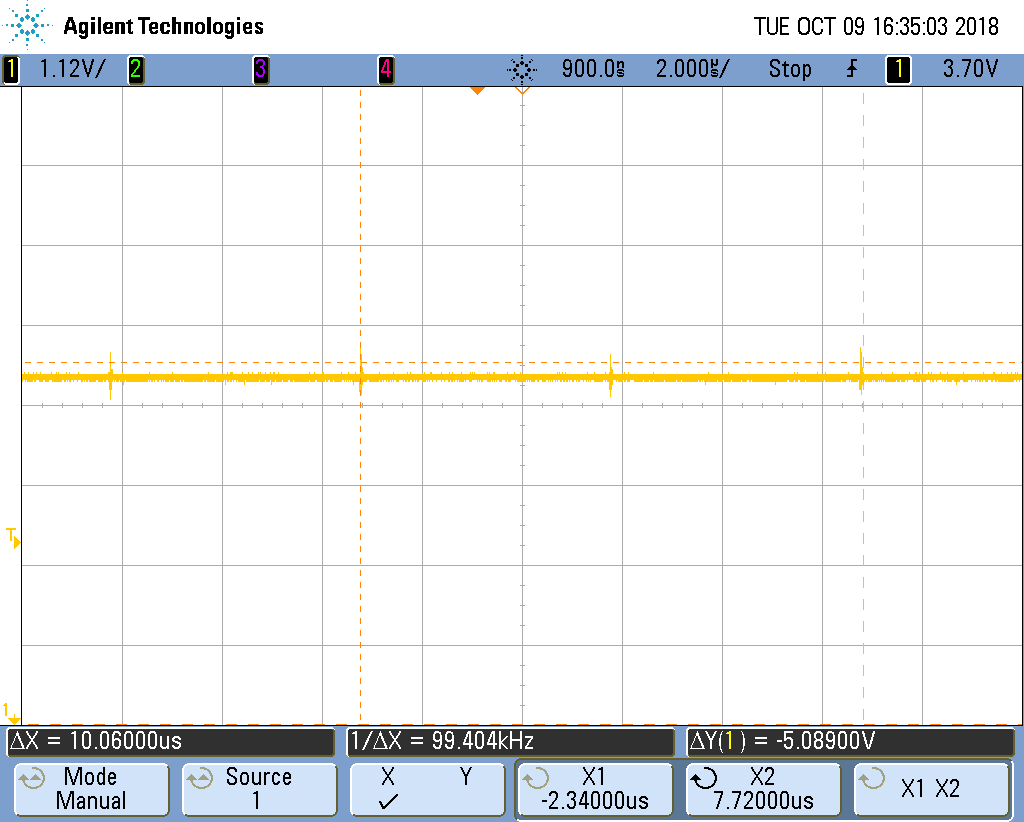 Agilent Technologies TUE OCT 09 16:35:03 2018
1 1.12V/ 2 3 4 900.0ns 2.000us/ Stop 1 3.70V
T
1
ΔX = 10.06000us 1/ΔX = 99.404kHz ΔY(1) = -5.08900V
Mode Source X Y X1 X2 X1 X2
Manual 1 ✓ -2.34000us 7.72000us